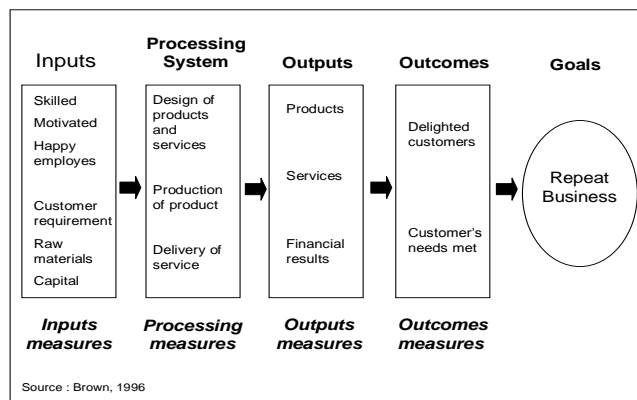 Inputs
Skilled
Motivated
Happy
employes
Customer
requirement
Raw
materials
Capital
Inputs
measures
Processing
System
Design of
products
and
services
Production
of product
Delivery of
service
Processing
measures
Outputs
Products
Services
Financial
results
Outputs
measures
Outcomes
Delighted
customers
Customer's
needs met
Outcomes
measures
Goals
Repeat
Business
Source : Brown, 1996